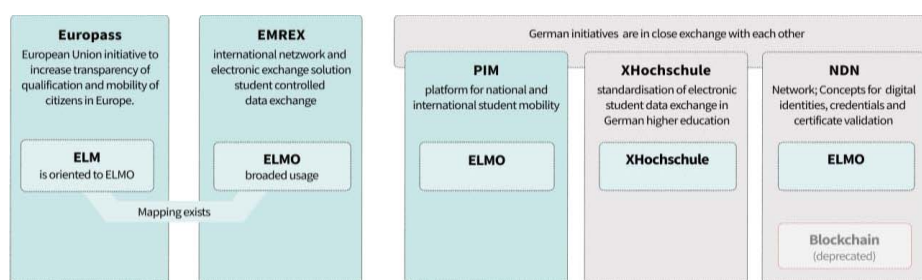 Europass
European Union initiative to
increase transparency of
qualification and mobility of
citizens in Europe.
ELM
is oriented to ELMO
EMREX
international netzwork and
electronic exchange solution
student controlled
data exchange
ELMO
broaded usage
Mapping exists
German initiatives are in close exchange with each other
PIM
platform for national and
international student mobility
ELMO
XHochschule
standardisation of electronic
student data exchange in
German higher education
XHochschule
NDN
Network; Concepts for digital
identities, credentials and
certificate validation
ELMO
Blockchain
(deprecated)